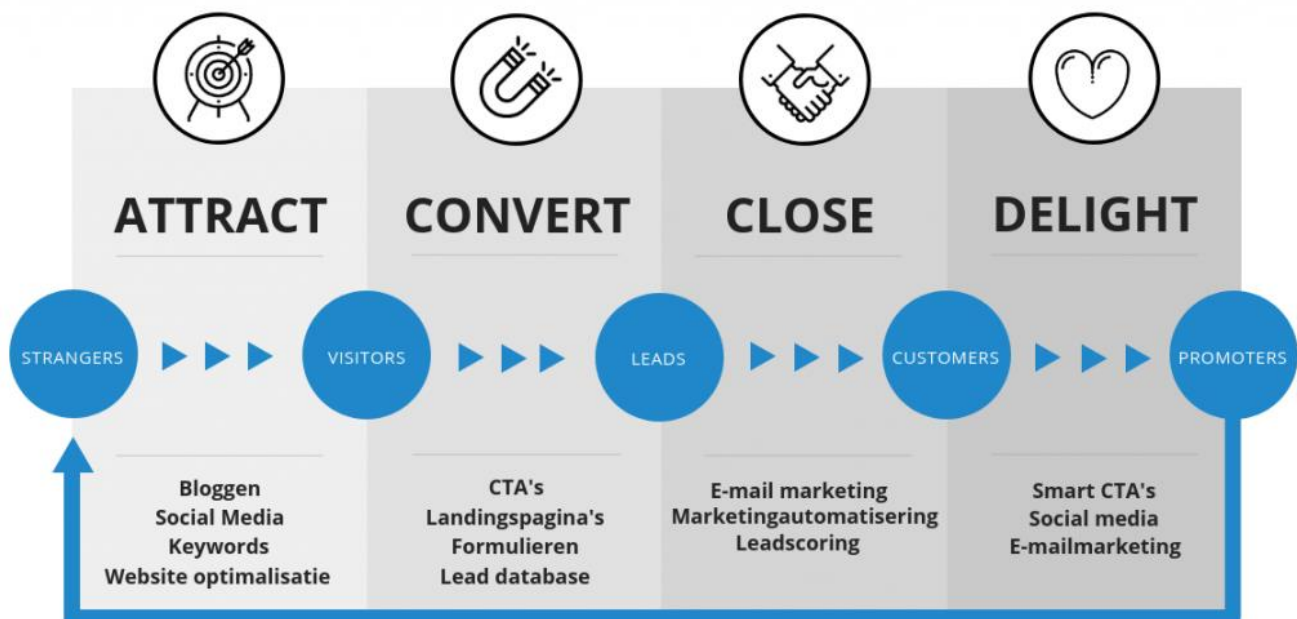 ATTRACT
CONVERT
CLOSE
DELIGHT
STRANGERS
VISITORS
LEADS
CUSTOMERS
PROMOTERS
Bloggen
Social Media
Keywords
Website optimalisatie
CTA's
Landingspagina's
Formulieren
Lead database
E-mail marketing
Marketingautomatisering
Leadscoring
Smart CTA's
Social media
E-mailmarketing